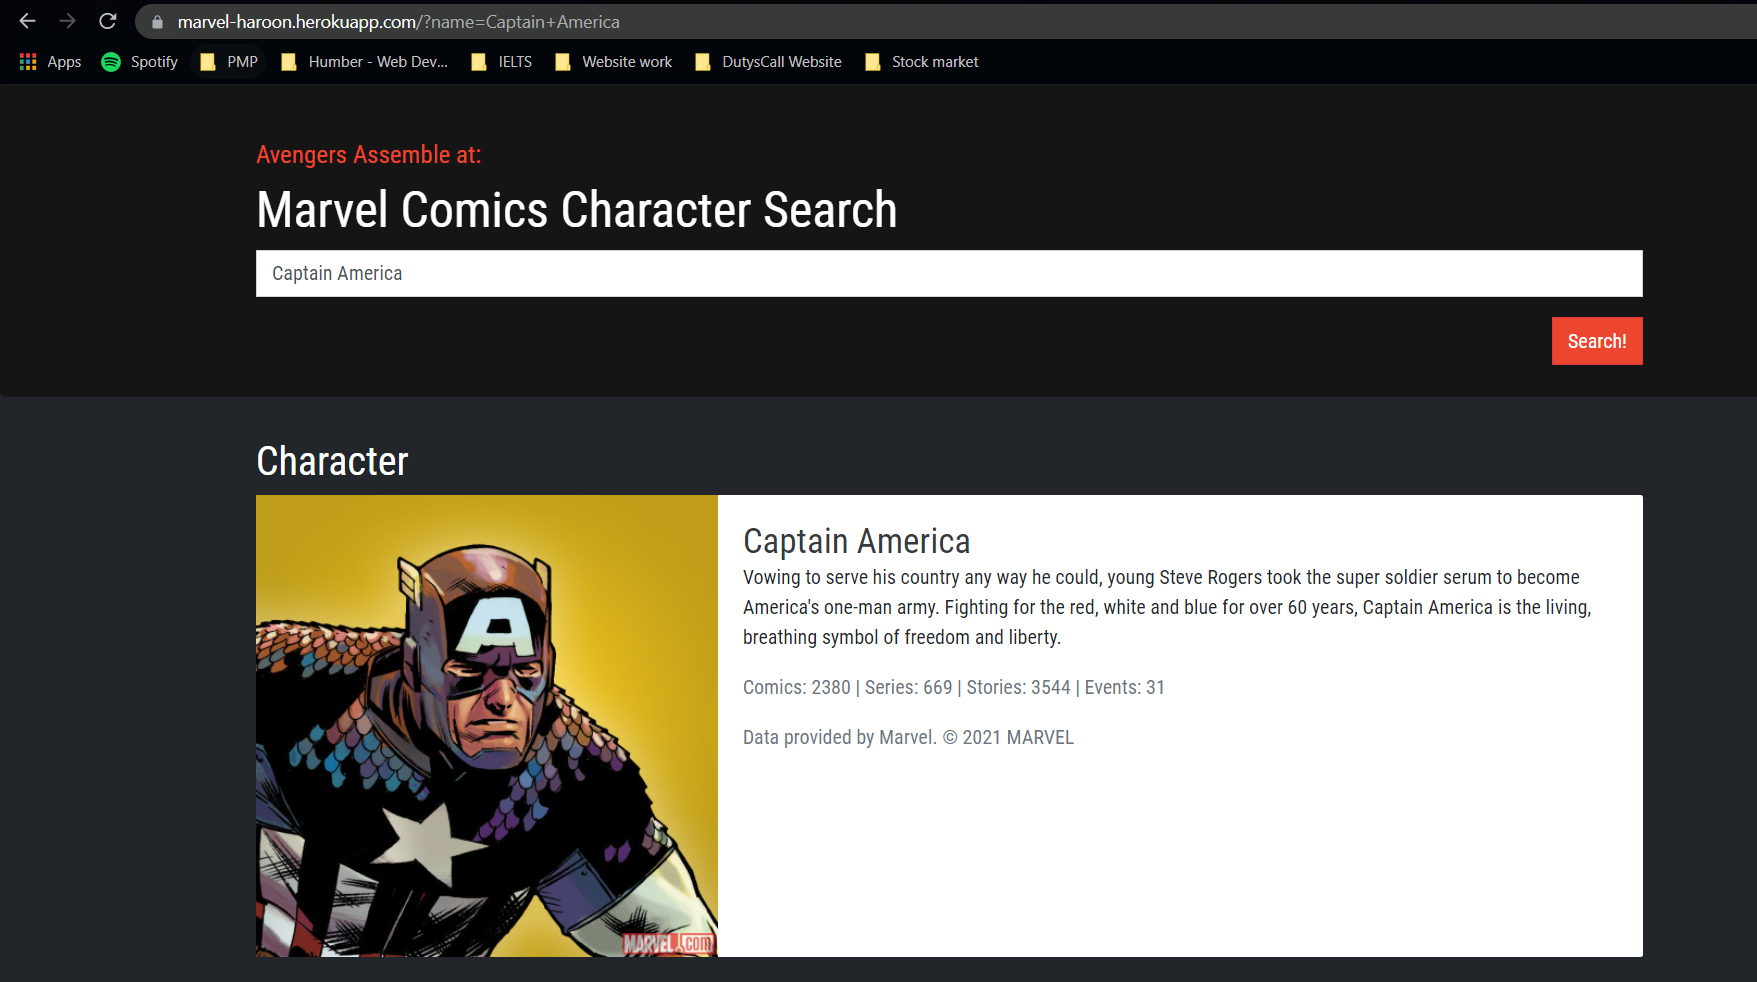 marvel-haroon.herokuapp.com/?name=Captain+America
Apps Spotify PMP Humber - Web Dev... IELTS Website work DutysCall Website Stock market
Avengers Assemble at:
Marvel Comics Character Search
Captain America
Search!
Character
Captain America
Vowing to serve his country any way he could, young Steve Rogers took the super soldier serum to become
America's one-man army. Fighting for the red, white and blue for over 60 years, Captain America is the living,
breathing symbol of freedom and liberty.
Comics: 2380 | Series: 669 | Stories: 3544 | Events: 31
Data provided by Marvel. © 2021 MARVEL
A
MARVEL.com